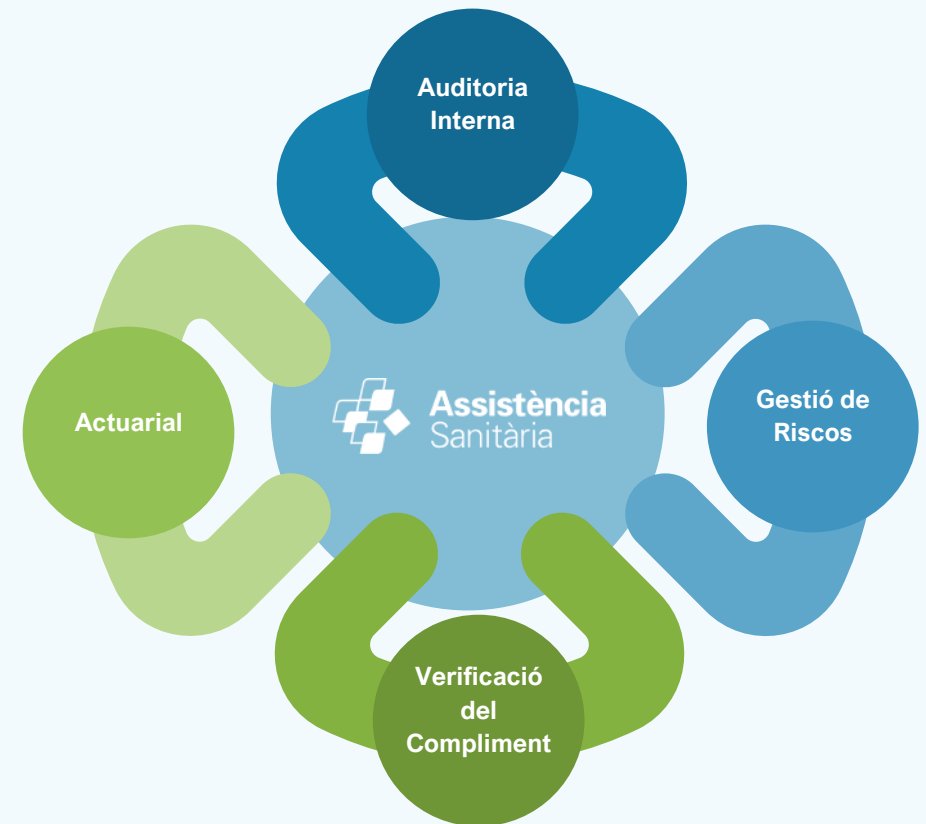 Auditoria
Interna
Assistència
Sanitària
Actuarial
Gestió de
Riscos
Verificació
del
Compliment